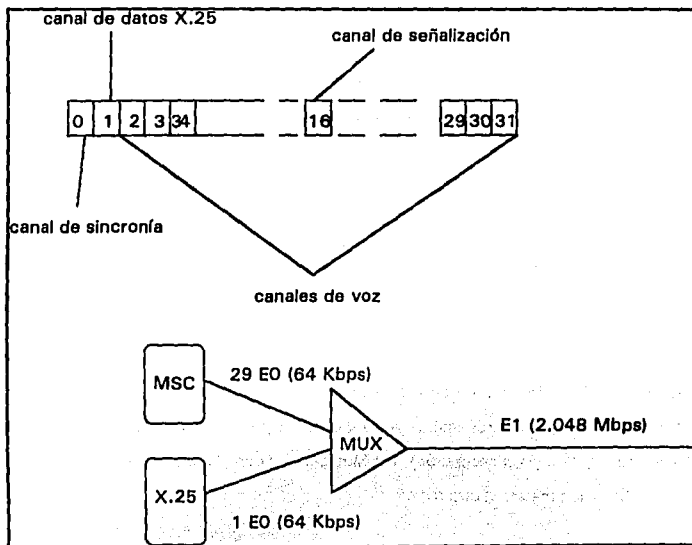 canal de datos X.25
canal de señalización
0 1 2 3 34 16 29 30 31
canal de sincronía
canales de voz
MSC
29 E0 (64 Kbps)
MUX
E1 (2.048 Mbps)
X.25
1 E0 (64 Kbps)